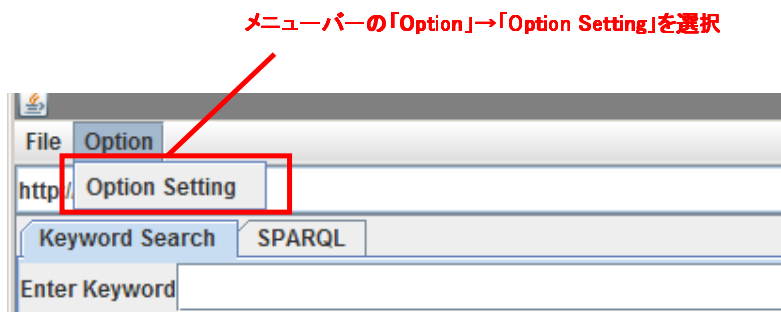 メニューバーの「Option」→「Option Setting」を選択
File Option
Option Setting
http:/
Keyword Search SPARQL
Enter Keyword